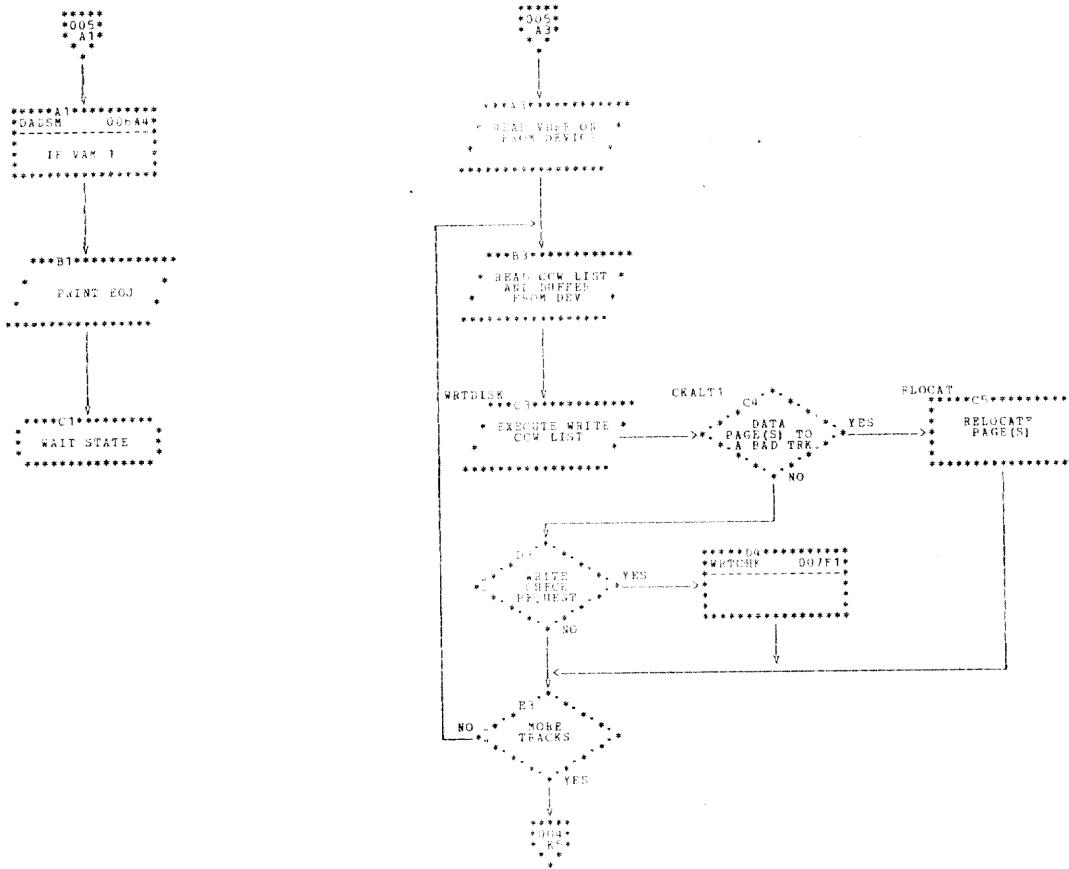 005
A1
A1
DADSM 006A4
IF VAM 1
B1
PRINT EOJ
C1
WAIT STATE
005
A3
A3
READ VBUF OR
FROM DEVICE
B3
READ CCW LIST
AND BUFFER
FROM DEV
WRTDISK
C3
EXECUTE WRITE
CCW LIST
CKALT1
C4
DATA
PAGE(S) TO
A BAD TRK
YES
NO
RLOCAT
C5
RELOCATE
PAGE(S)
D3
WRITE
CHECK
REQUEST
YES
NO
D4
WRTCHK 007F1
E3
MORE
TRACKS
NO
YES
004
K5